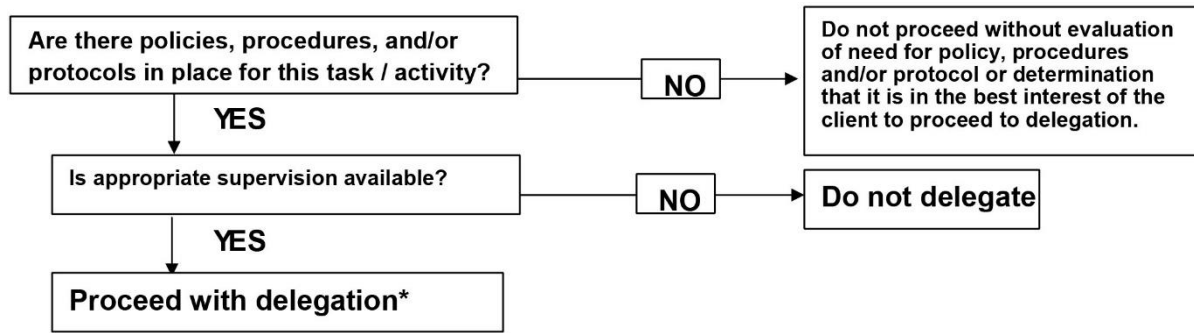 Are there policies, procedures, and/or
protocols in place for this task / activity?
NO
Do not proceed without evaluation
of need for policy, procedures
and/or protocol or determination
that it is in the best interest of the
client to proceed to delegation.
YES
Is appropriate supervision available?
NO
Do not delegate
YES
Proceed with delegation*